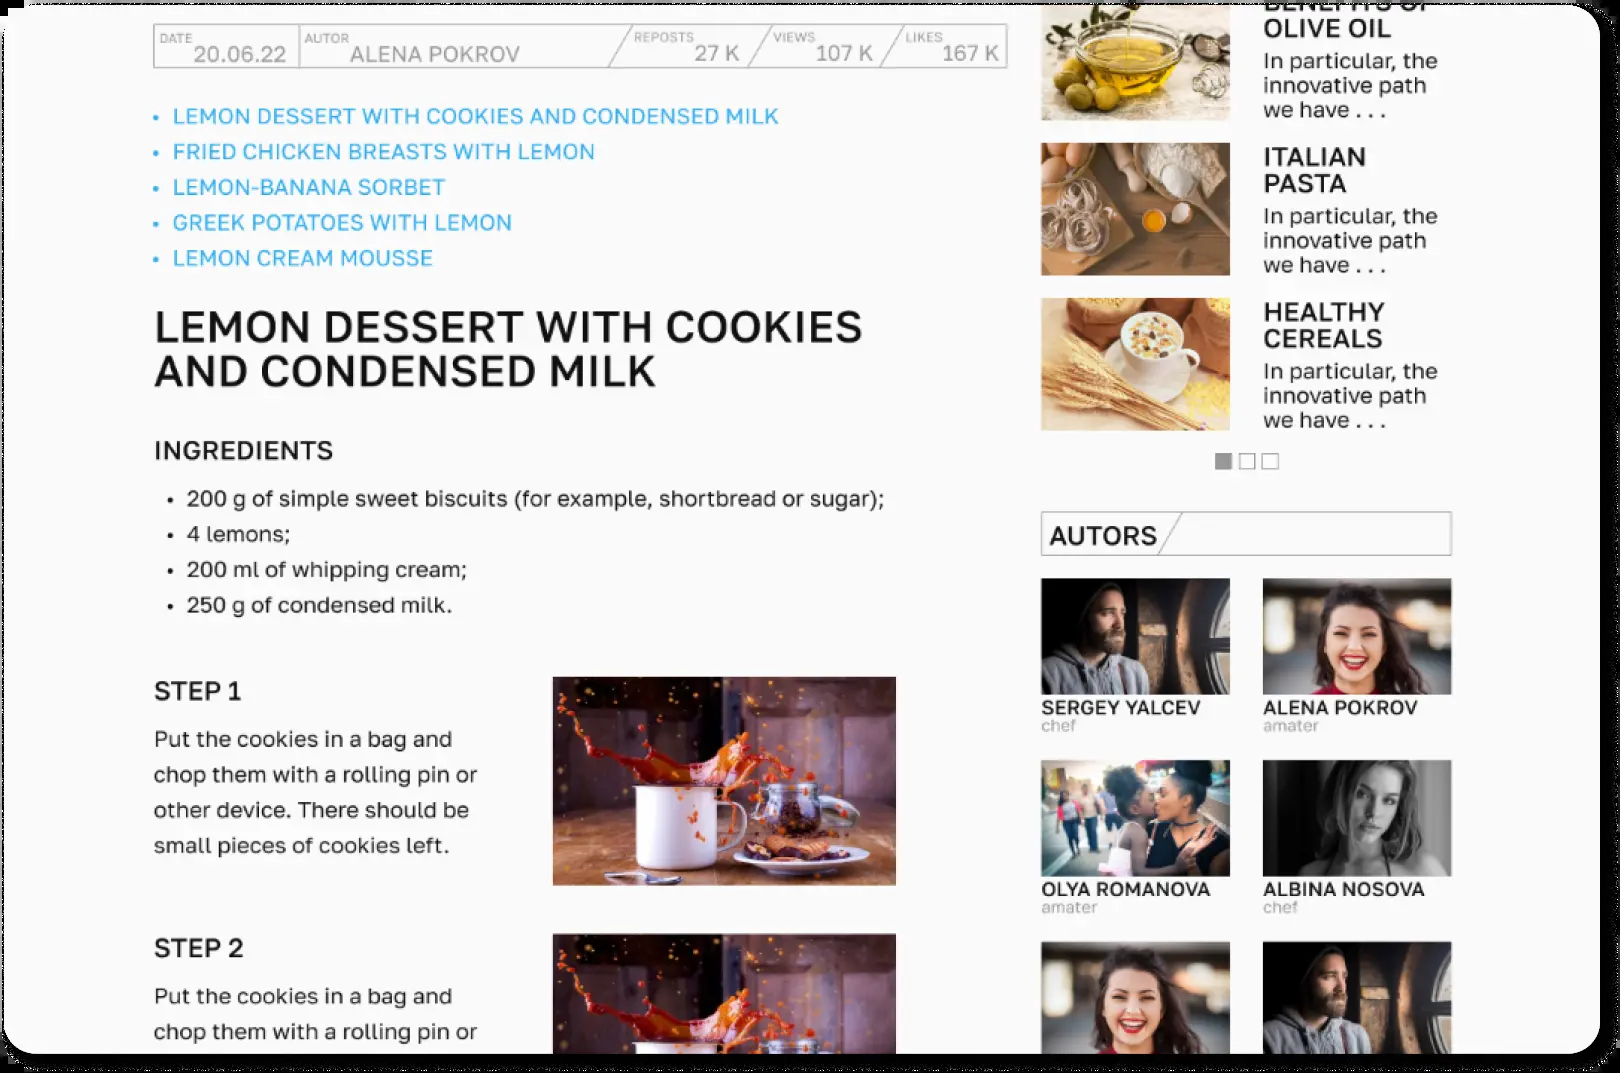 DATE
20.06.22
AUTOR
ALENA POKROV
REPOSTS
27 K
VIEWS
107 K
LIKES
167 K
• LEMON DESSERT WITH COOKIES AND CONDENSED MILK
• FRIED CHICKEN BREASTS WITH LEMON
• LEMON-BANANA SORBET
• GREEK POTATOES WITH LEMON
• LEMON CREAM MOUSSE
LEMON DESSERT WITH COOKIES
AND CONDENSED MILK
INGREDIENTS
• 200 g of simple sweet biscuits (for example, shortbread or sugar);
• 4 lemons;
• 200 ml of whipping cream;
• 250 g of condensed milk.
STEP 1
Put the cookies in a bag and
chop them with a rolling pin or
other device. There should be
small pieces of cookies left.
STEP 2
Put the cookies in a bag and
chop them with a rolling pin or
BENEFITS OF
OLIVE OIL
In particular, the
innovative path
we have . . .
ITALIAN
PASTA
In particular, the
innovative path
we have . . .
HEALTHY
CEREALS
In particular, the
innovative path
we have . . .
AUTORS
SERGEY YALCEV
chef
ALENA POKROV
amater
OLYA ROMANOVA
amater
ALBINA NOSOVA
chef